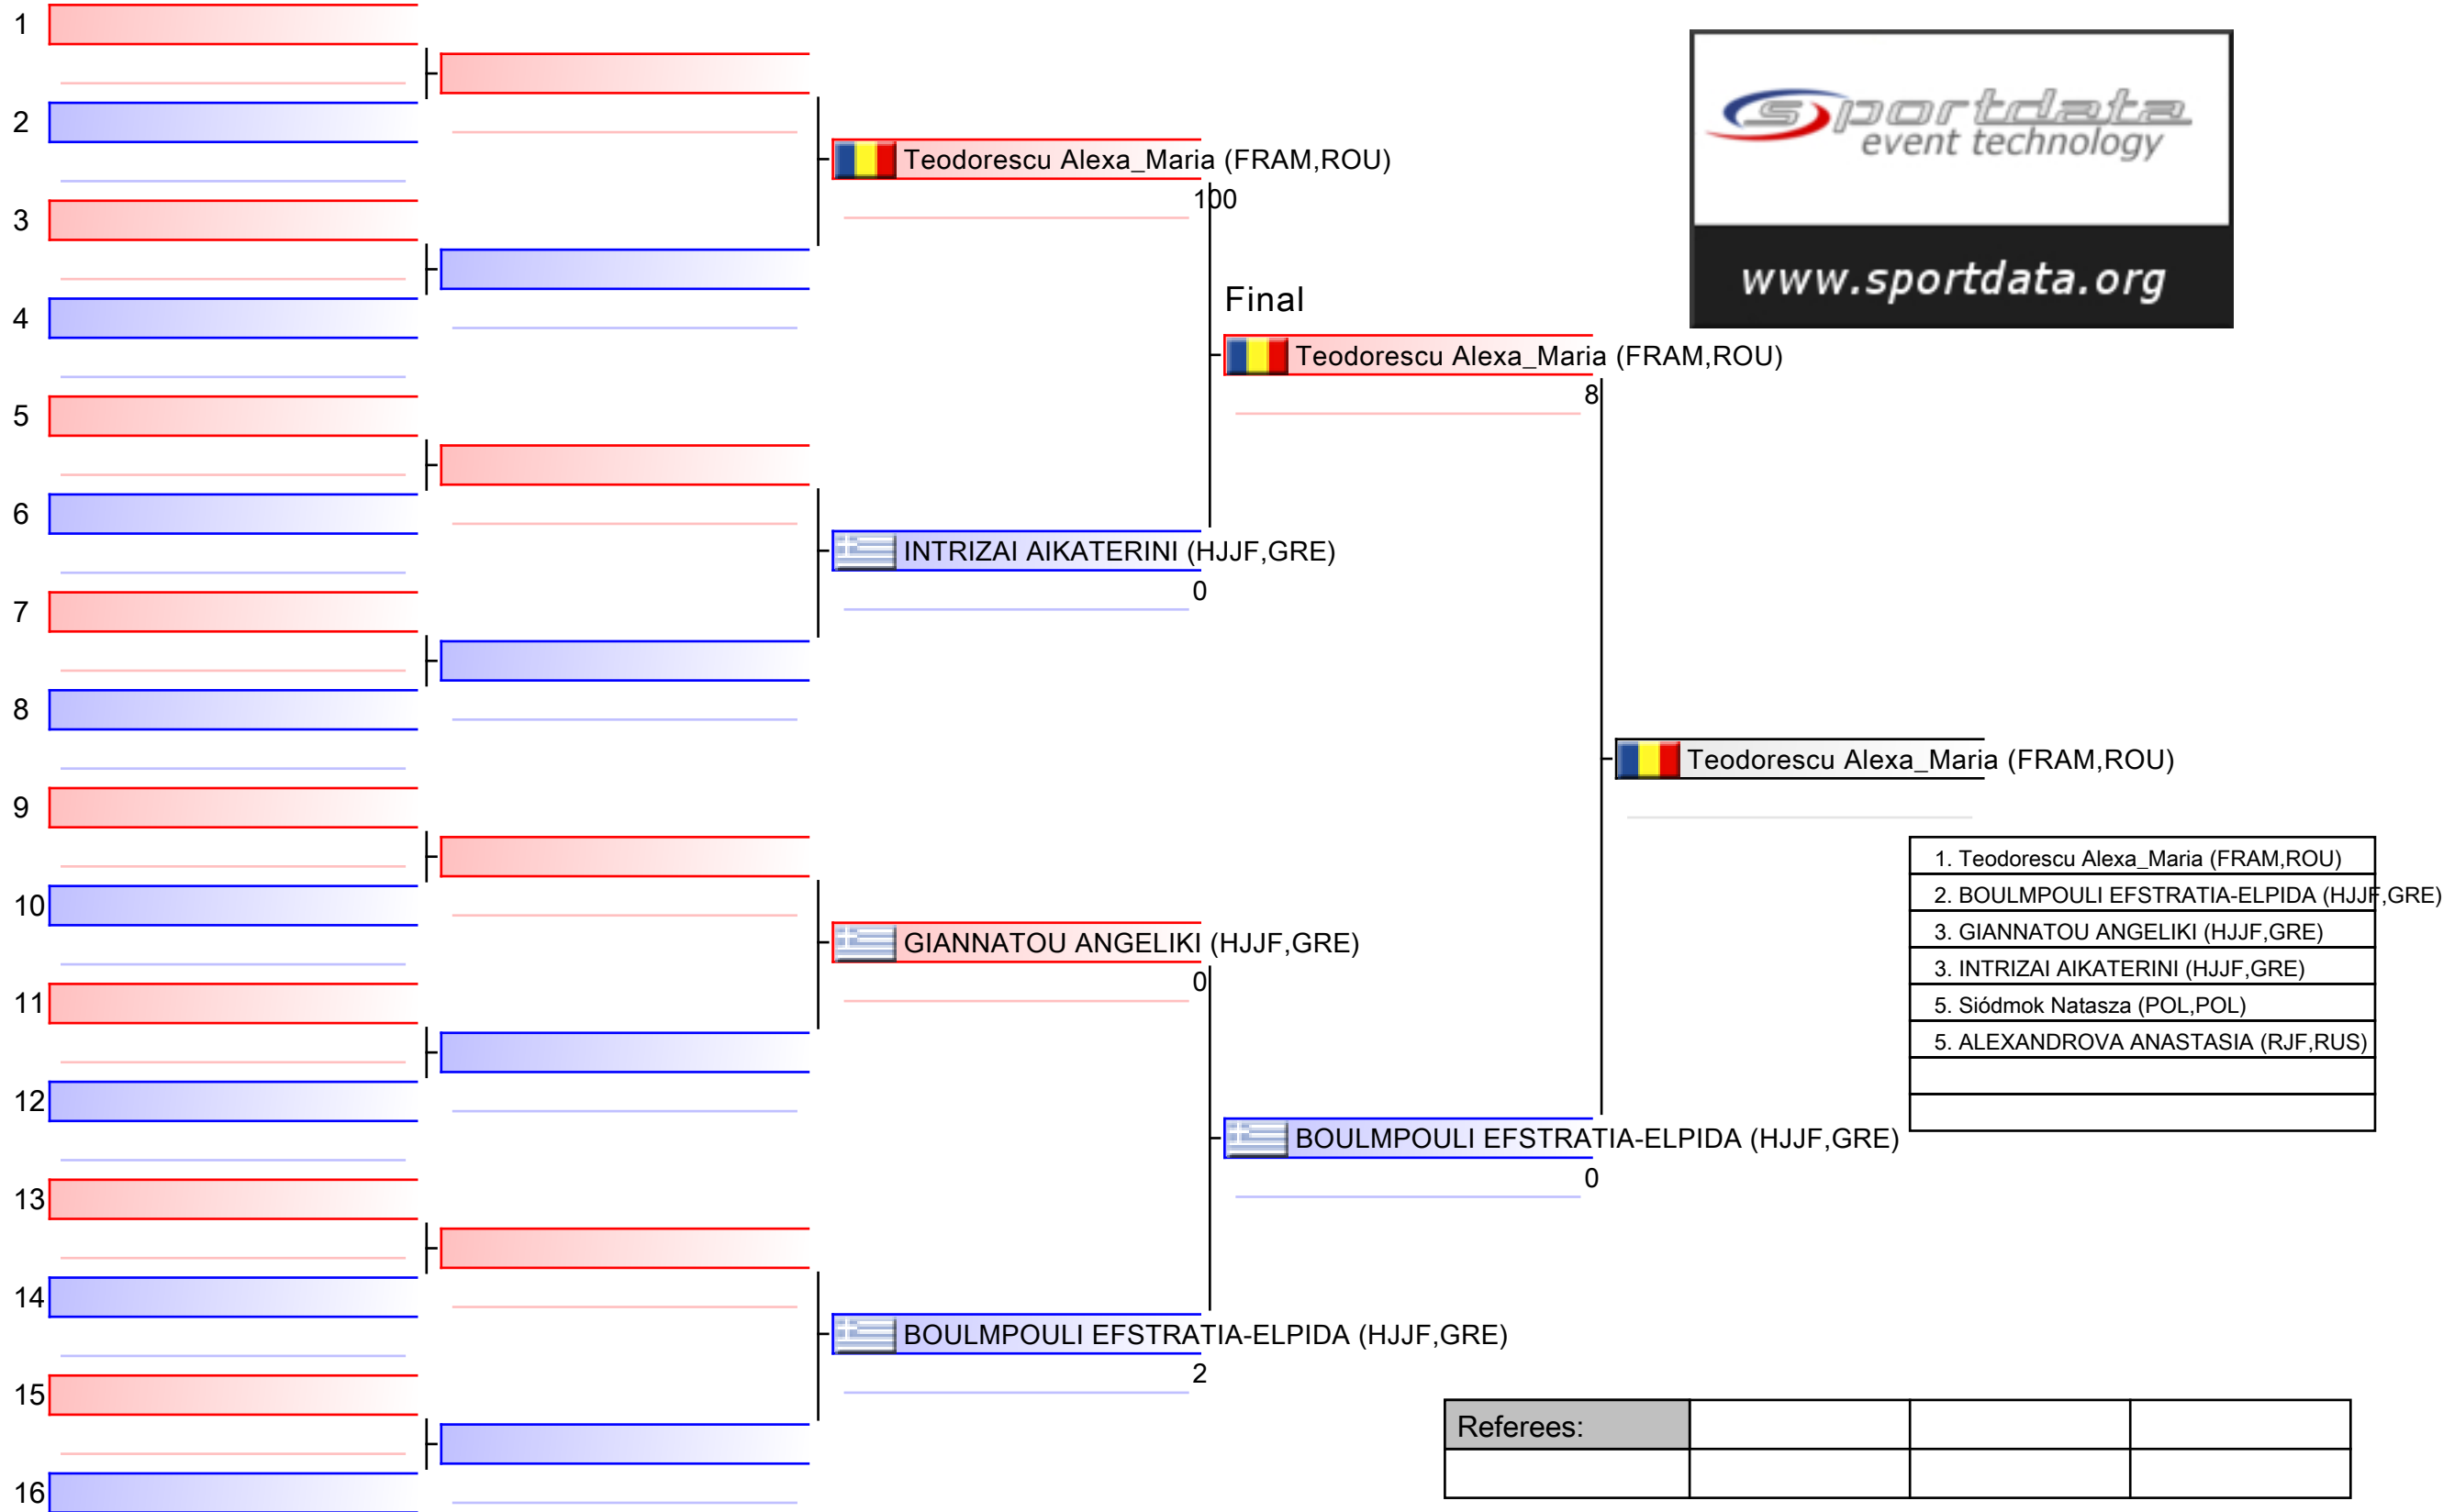 1
2
3
4
5
6
7
8
9
10
11
12
13
14
15
16
Teodorescu Alexa_Maria (FRAM,ROU)
100
INTRIZAI AIKATERINI (HJJF,GRE)
0
GIANNATOU ANGELIKI (HJJF,GRE)
0
BOULMPOULI EFSTRATIA-ELPIDA (HJJF,GRE)
2
Final
Teodorescu Alexa_Maria (FRAM,ROU)
8
BOULMPOULI EFSTRATIA-ELPIDA (HJJF,GRE)
0
Teodorescu Alexa_Maria (FRAM,ROU)
sportdata
event technology
www.sportdata.org
1. Teodorescu Alexa_Maria (FRAM,ROU)
2. BOULMPOULI EFSTRATIA-ELPIDA (HJJF,GRE)
3. GIANNATOU ANGELIKI (HJJF,GRE)
3. INTRIZAI AIKATERINI (HJJF,GRE)
5. Siódmok Natasza (POL,POL)
5. ALEXANDROVA ANASTASIA (RJF,RUS)
Referees: